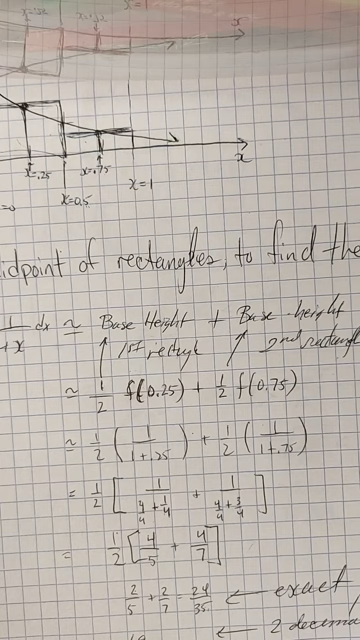 x
x=.25
x=.75
x
x=0.5
x=1
midpoint of rectangles, to find the
1/1+x dx ≃ Base Height + Base height
1st rectangle 2nd rectangle
≃ 1/2 f(0.25) + 1/2 f(0.75)
≃ 1/2 ( 1/1+.25 ) + 1/2 ( 1/1+.75 )
= 1/2 [ 1/4/4+1/4 + 1/4/4+3/4 ]
= 1/2 [ 4/5 + 4/7 ]
2/5 + 2/7 = 24/35 ← exact
← 2 decimal